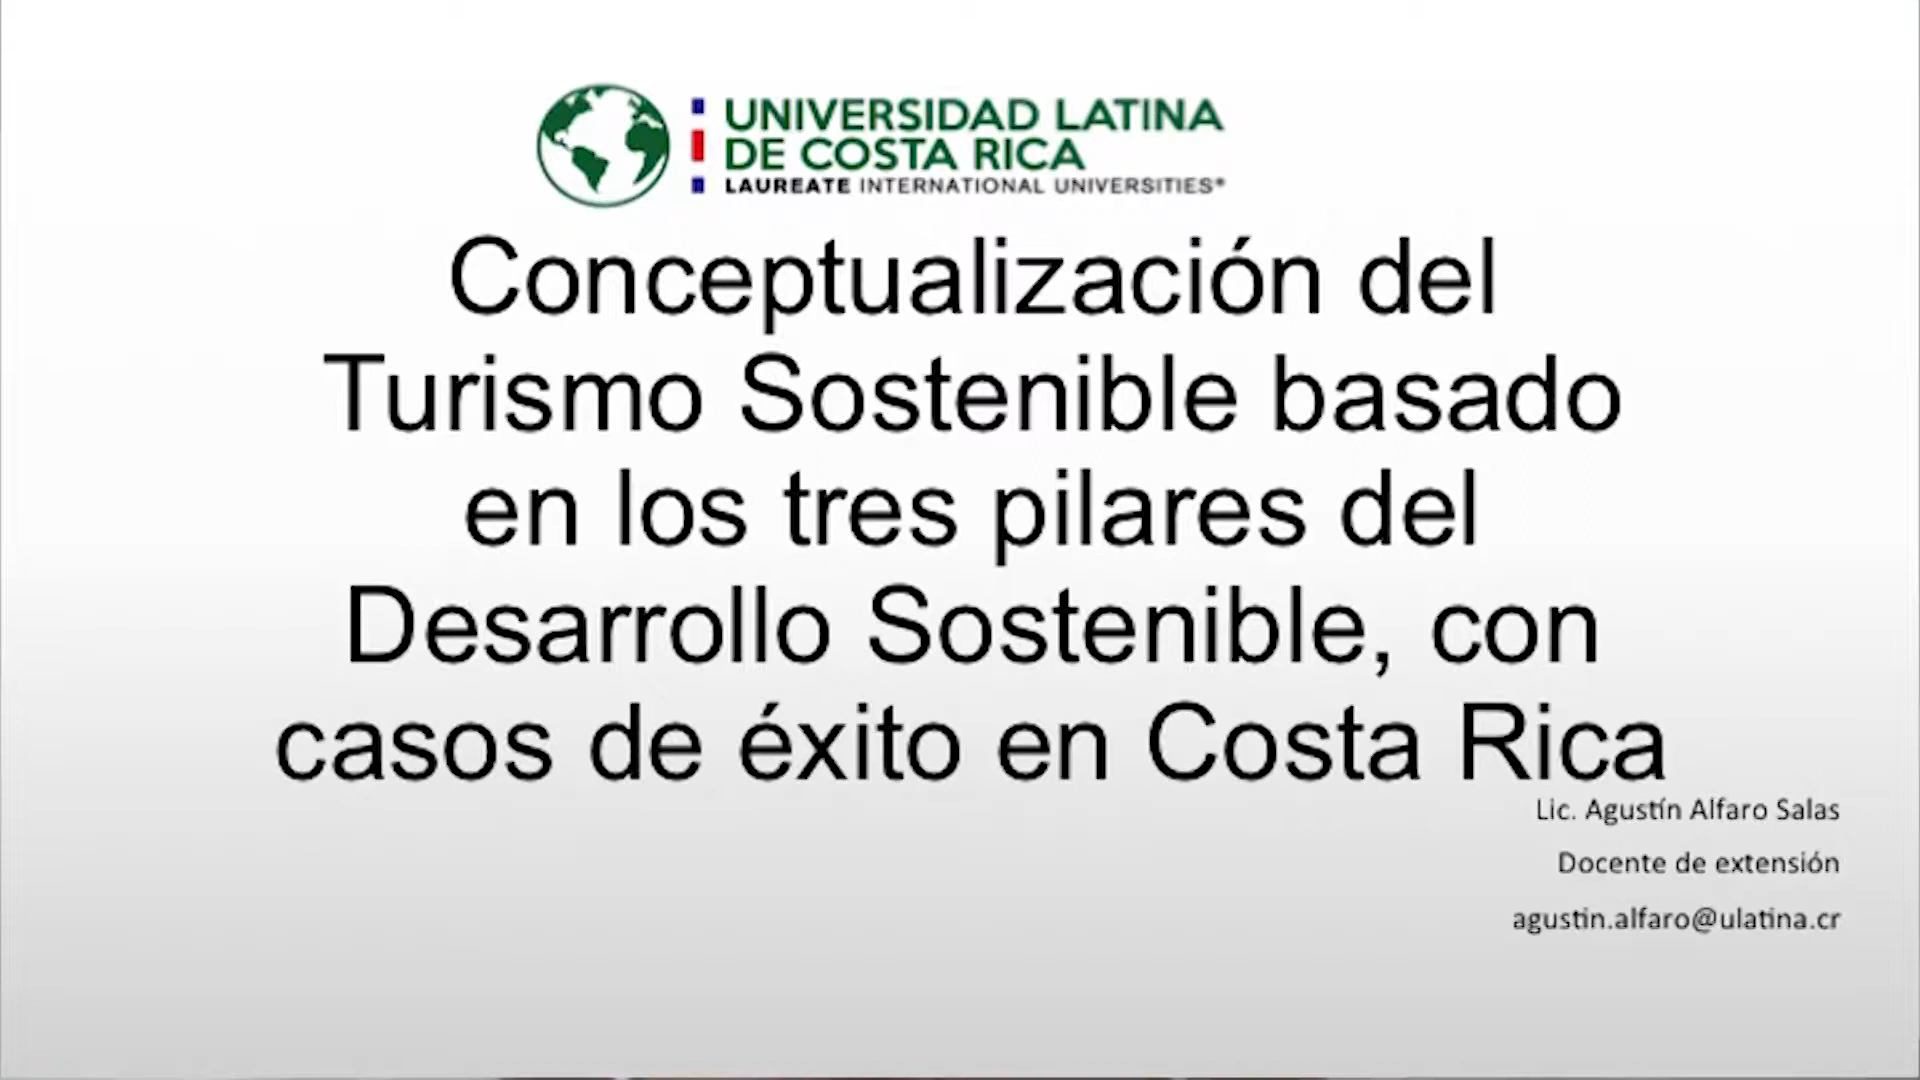 UNIVERSIDAD LATINA
DE COSTA RICA
LAUREATE INTERNATIONAL UNIVERSITIES®
Conceptualización del
Turismo Sostenible basado
en los tres pilares del
Desarrollo Sostenible, con
casos de éxito en Costa Rica
Lic. Agustín Alfaro Salas
Docente de extensión
agustin.alfaro@ulatina.cr